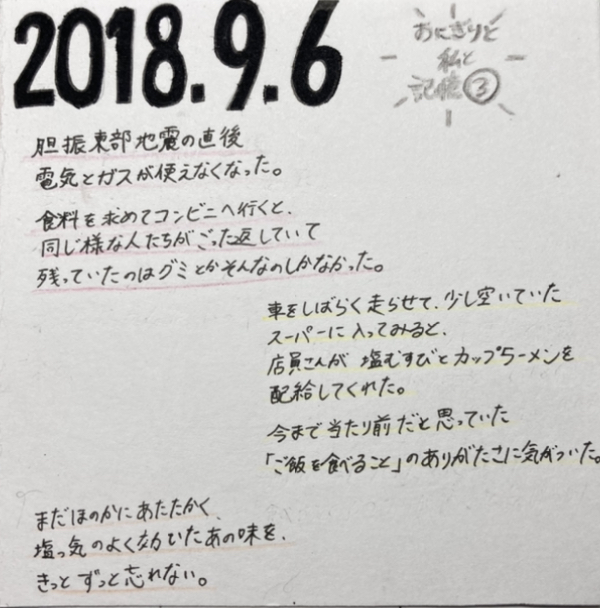 2018.9.6
おにぎりと
私と
記憶③
胆振東部地震の直後
電気とガスが使えなくなった。
食料を求めてコンビニへ行くと、
同じ様な人たちがごった返していて
残っていたのはグミとかそんなのしかなかった。
車をしばらく走らせて、少し空いていた
スーパーに入ってみると、
店員さんが 塩むすびとカップラーメンを
配給してくれた。
今まで当たり前だと思っていた
「ご飯を食べること」のありがたさに気がついた。
まだほのかにあたたかく、
塩っ気のよく効いたあの味を、
きっと ずっと忘れない。